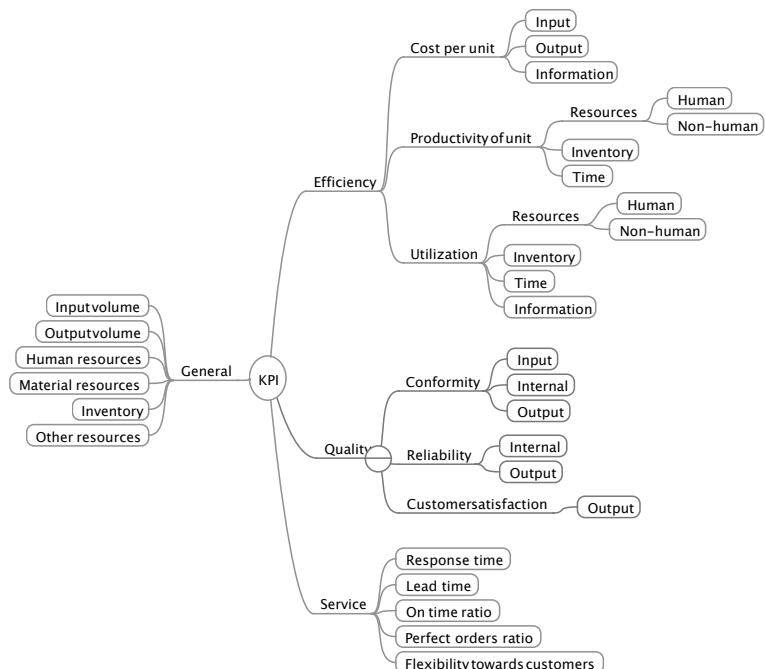 Input
Cost per unit
Output
Information
Human
Resources
Non-human
Productivity of unit
Inventory
Time
Efficiency
Human
Resources
Non-human
Utilization
Inventory
Time
Information
Input volume
Output volume
Human resources
General
Material resources
KPI
Inventory
Other resources
Input
Conformity
Internal
Output
Quality
Internal
Reliability
Output
Customersatisfaction
Output
Response time
Lead time
Service
On time ratio
Perfect orders ratio
Flexibility towards customers